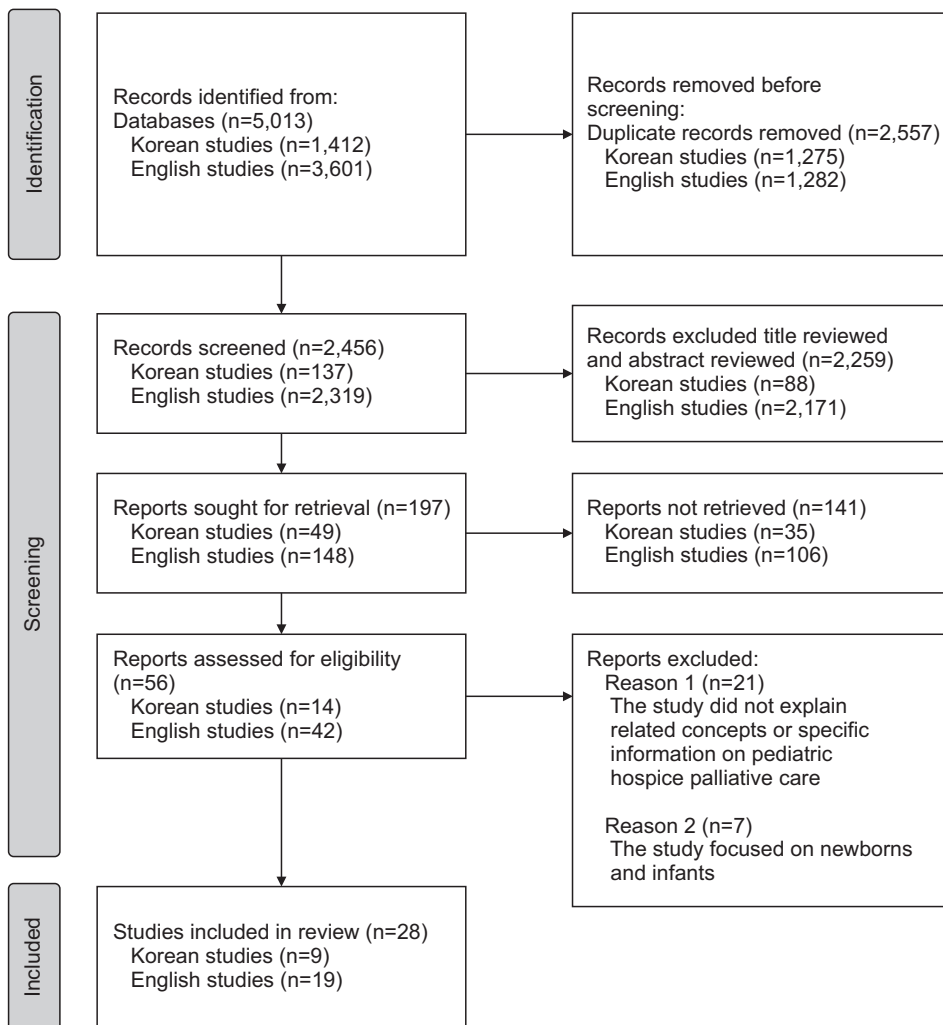 Identification
Records identified from:
Databases (n=5,013)
Korean studies (n=1,412)
English studies (n=3,601)
Records removed before
screening:
Duplicate records removed (n=2,557)
Korean studies (n=1,275)
English studies (n=1,282)
Screening
Records screened (n=2,456)
Korean studies (n=137)
English studies (n=2,319)
Records excluded title reviewed
and abstract reviewed (n=2,259)
Korean studies (n=88)
English studies (n=2,171)
Reports sought for retrieval (n=197)
Korean studies (n=49)
English studies (n=148)
Reports not retrieved (n=141)
Korean studies (n=35)
English studies (n=106)
Reports assessed for eligibility
(n=56)
Korean studies (n=14)
English studies (n=42)
Reports excluded:
Reason 1 (n=21)
The study did not explain
related concepts or specific
information on pediatric
hospice palliative care
Reason 2 (n=7)
The study focused on newborns
and infants
Included
Studies included in review (n=28)
Korean studies (n=9)
English studies (n=19)